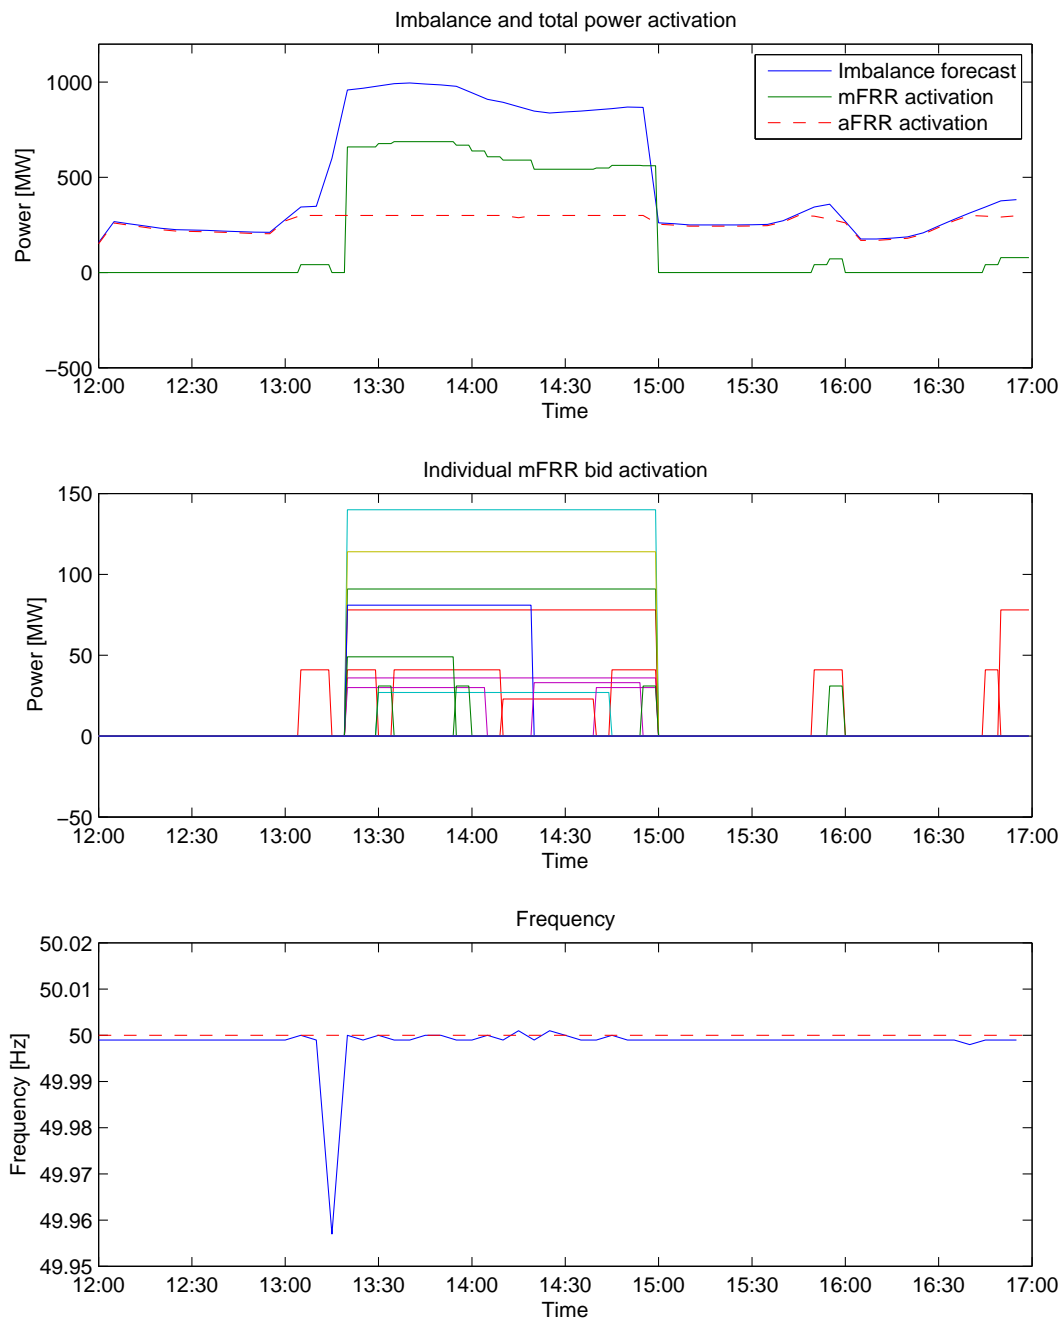 Imbalance and total power activation
Imbalance forecast
mFRR activation
aFRR activation
Power [MW]
1000
500
0
−500
12:00 12:30 13:00 13:30 14:00 14:30 15:00 15:30 16:00 16:30 17:00
Time
Individual mFRR bid activation
Power [MW]
150
100
50
0
−50
12:00 12:30 13:00 13:30 14:00 14:30 15:00 15:30 16:00 16:30 17:00
Time
Frequency
Frequency [Hz]
50.02
50.01
50
49.99
49.98
49.97
49.96
49.95
12:00 12:30 13:00 13:30 14:00 14:30 15:00 15:30 16:00 16:30 17:00
Time